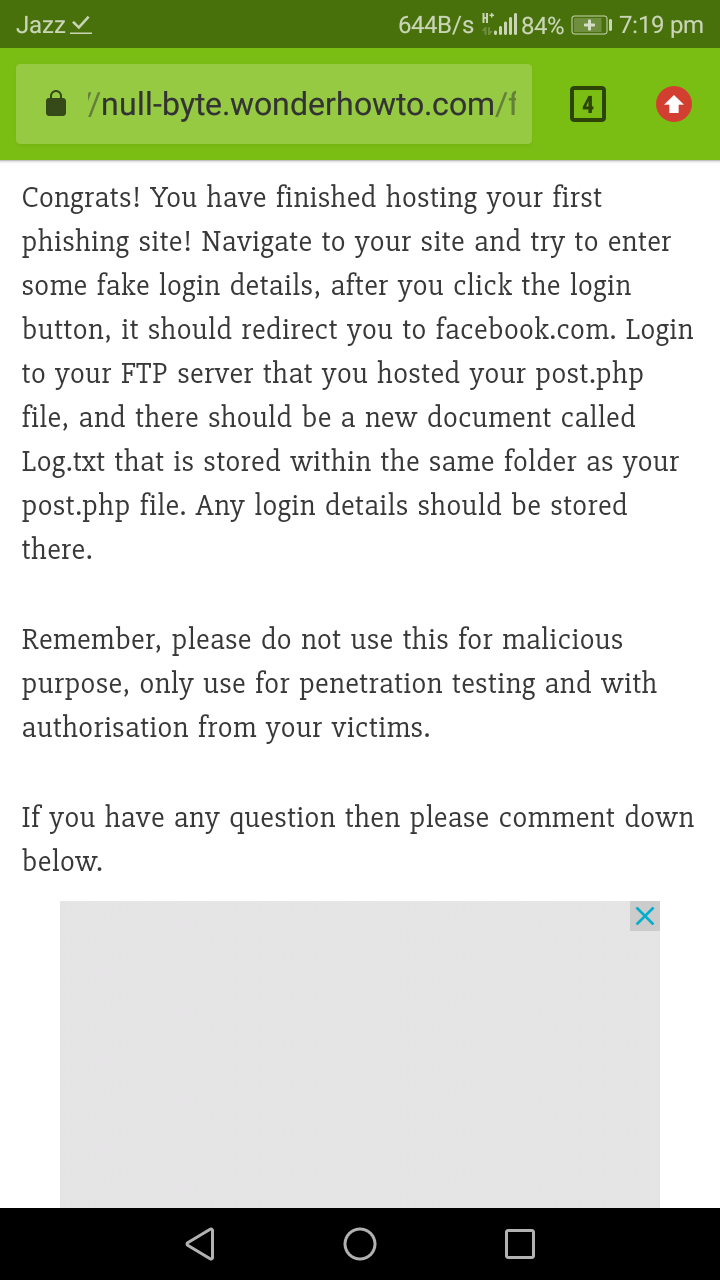 Jazz 644B/s H+ 84% 7:19 pm
//null-byte.wonderhowto.com/f 4
Congrats! You have finished hosting your first
phishing site! Navigate to your site and try to enter
some fake login details, after you click the login
button, it should redirect you to facebook.com. Login
to your FTP server that you hosted your post.php
file, and there should be a new document called
Log.txt that is stored within the same folder as your
post.php file. Any login details should be stored
there.
Remember, please do not use this for malicious
purpose, only use for penetration testing and with
authorisation from your victims.
If you have any question then please comment down
below.